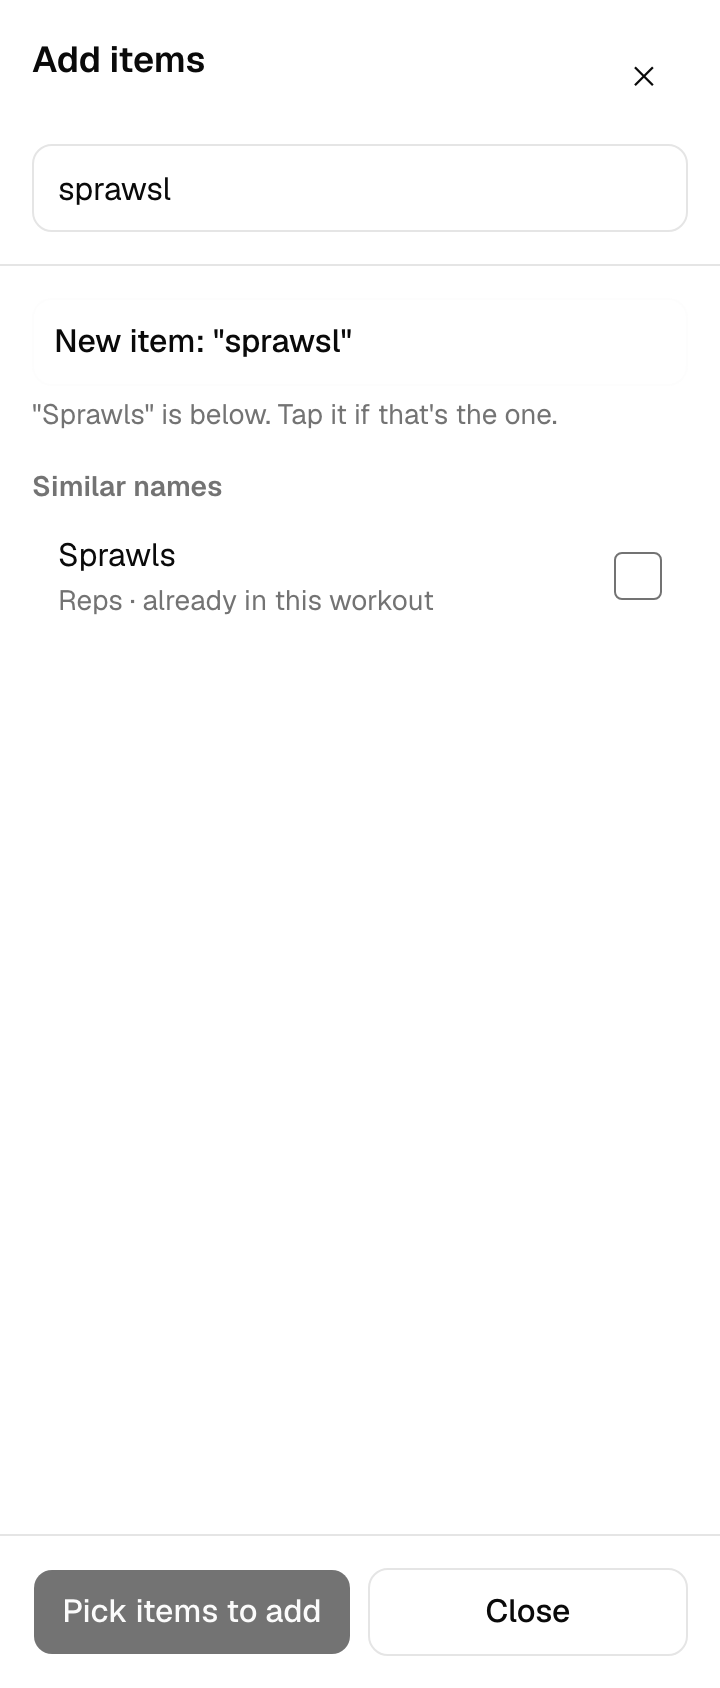 Add items
sprawsl
New item: "sprawsl"
"Sprawls" is below. Tap it if that's the one.
Similar names
Sprawls
Reps · already in this workout
Pick items to add
Close